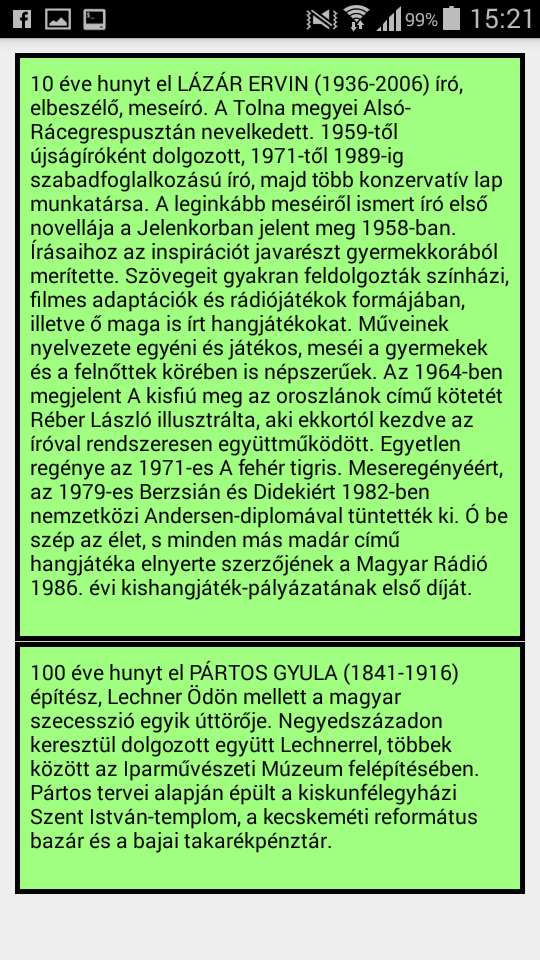 99% 15:21
10 éve hunyt el LÁZÁR ERVIN (1936-2006) író,
elbeszélő, meseíró. A Tolna megyei Alsó-
Rácegrespusztán nevelkedett. 1959-től
újságíróként dolgozott, 1971-től 1989-ig
szabadfoglalkozású író, majd több konzervatív lap
munkatársa. A leginkább meséiről ismert író első
novellája a Jelenkorban jelent meg 1958-ban.
Írásaihoz az inspirációt javarészt gyermekkorából
merítette. Szövegeit gyakran feldolgozták színházi,
filmes adaptációk és rádiójátékok formájában,
illetve ő maga is írt hangjátékokat. Műveinek
nyelvezete egyéni és játékos, meséi a gyermekek
és a felnőttek körében is népszerűek. Az 1964-ben
megjelent A kisfiú meg az oroszlánok című kötetét
Réber László illusztrálta, aki ekkortól kezdve az
íróval rendszeresen együttműködött. Egyetlen
regénye az 1971-es A fehér tigris. Meseregényéért,
az 1979-es Berzsián és Didekiért 1982-ben
nemzetközi Andersen-diplomával tüntették ki. Ó be
szép az élet, s minden más madár című
hangjátéka elnyerte szerzőjének a Magyar Rádió
1986. évi kishangjáték-pályázatának első díját.
100 éve hunyt el PÁRTOS GYULA (1841-1916)
építész, Lechner Ödön mellett a magyar
szecesszió egyik úttörője. Negyedszázadon
keresztül dolgozott együtt Lechnerrel, többek
között az Iparművészeti Múzeum felépítésében.
Pártos tervei alapján épült a kiskunfélegyházi
Szent István-templom, a kecskeméti református
bazár és a bajai takarékpénztár.